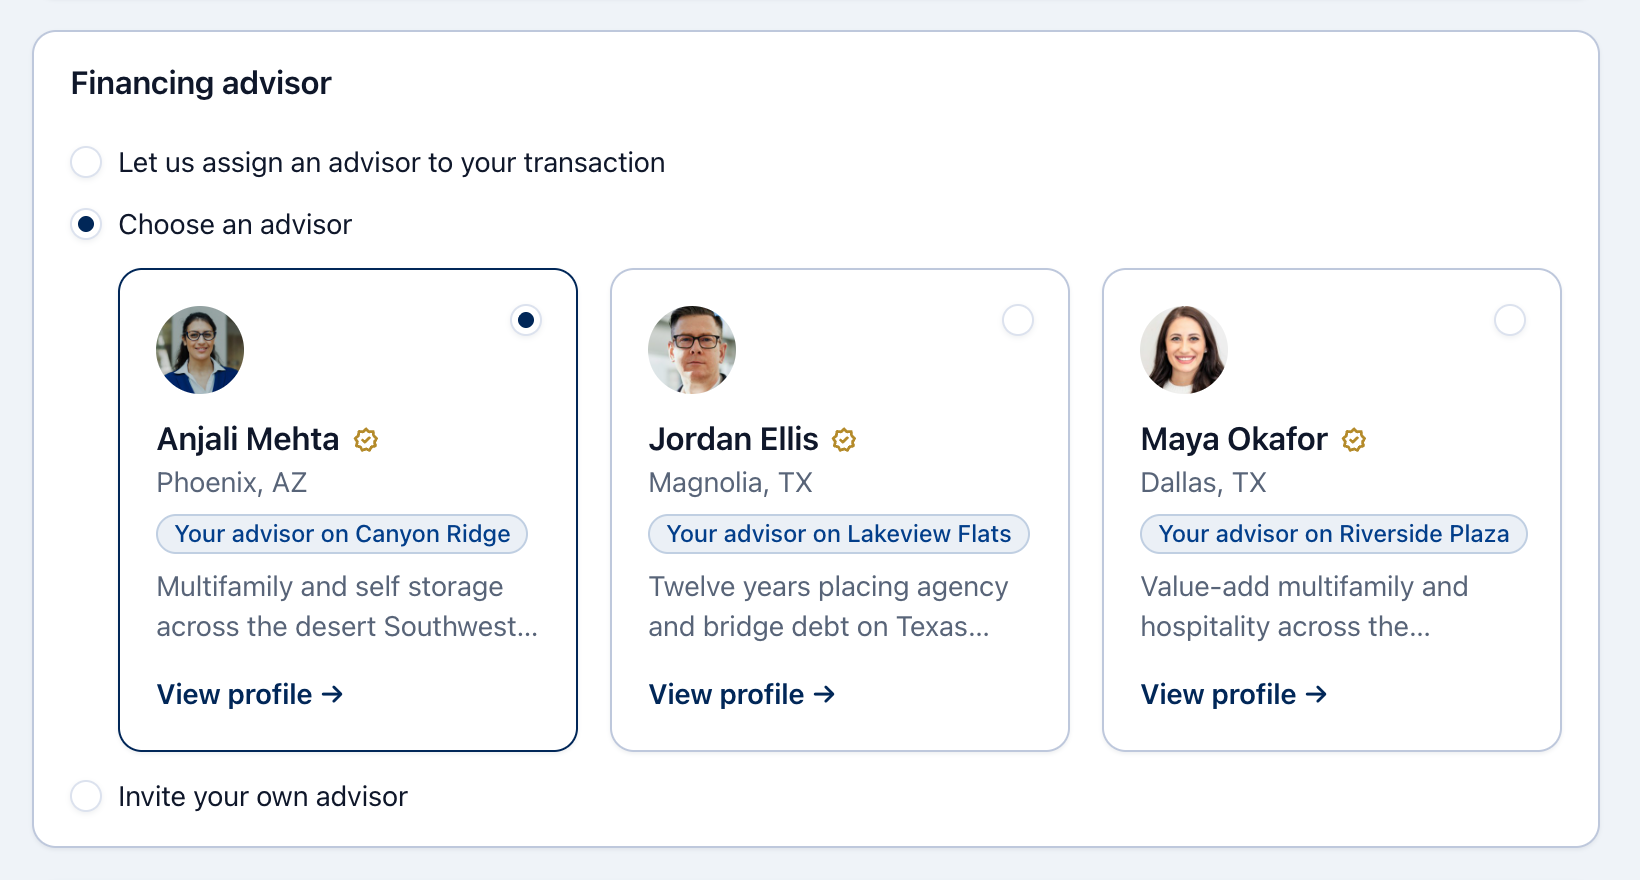 Financing advisor
Let us assign an advisor to your transaction
Choose an advisor
Anjali Mehta
Phoenix, AZ
Your advisor on Canyon Ridge
Multifamily and self storage
across the desert Southwest...
View profile →
Jordan Ellis
Magnolia, TX
Your advisor on Lakeview Flats
Twelve years placing agency
and bridge debt on Texas...
View profile →
Maya Okafor
Dallas, TX
Your advisor on Riverside Plaza
Value-add multifamily and
hospitality across the...
View profile →
Invite your own advisor